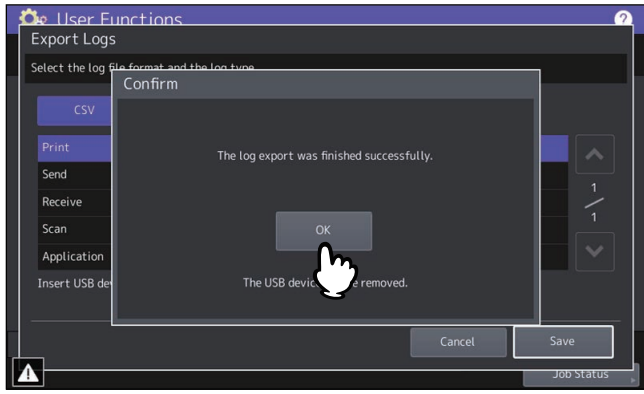 User Functions
?
Export Logs
Select the log file format and the log type
Confirm
CSV
Print
Send
Receive
Scan
Application
Insert USB
The log export was finished successfully.
OK
The USB device removed.
1
1
Cancel
Save
Job Status